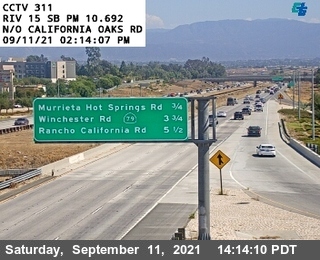 CCTV 311
RIV 15 SB PM 10.692
N/O CALIFORNIA OAKS RD
09/11/21 02:14:07 PM
Murrieta Hot Springs Rd 3/4
Winchester Rd 79 3 3/4
Rancho California Rd 5 1/2
Saturday, September 11, 2021 14:14:10 PDT